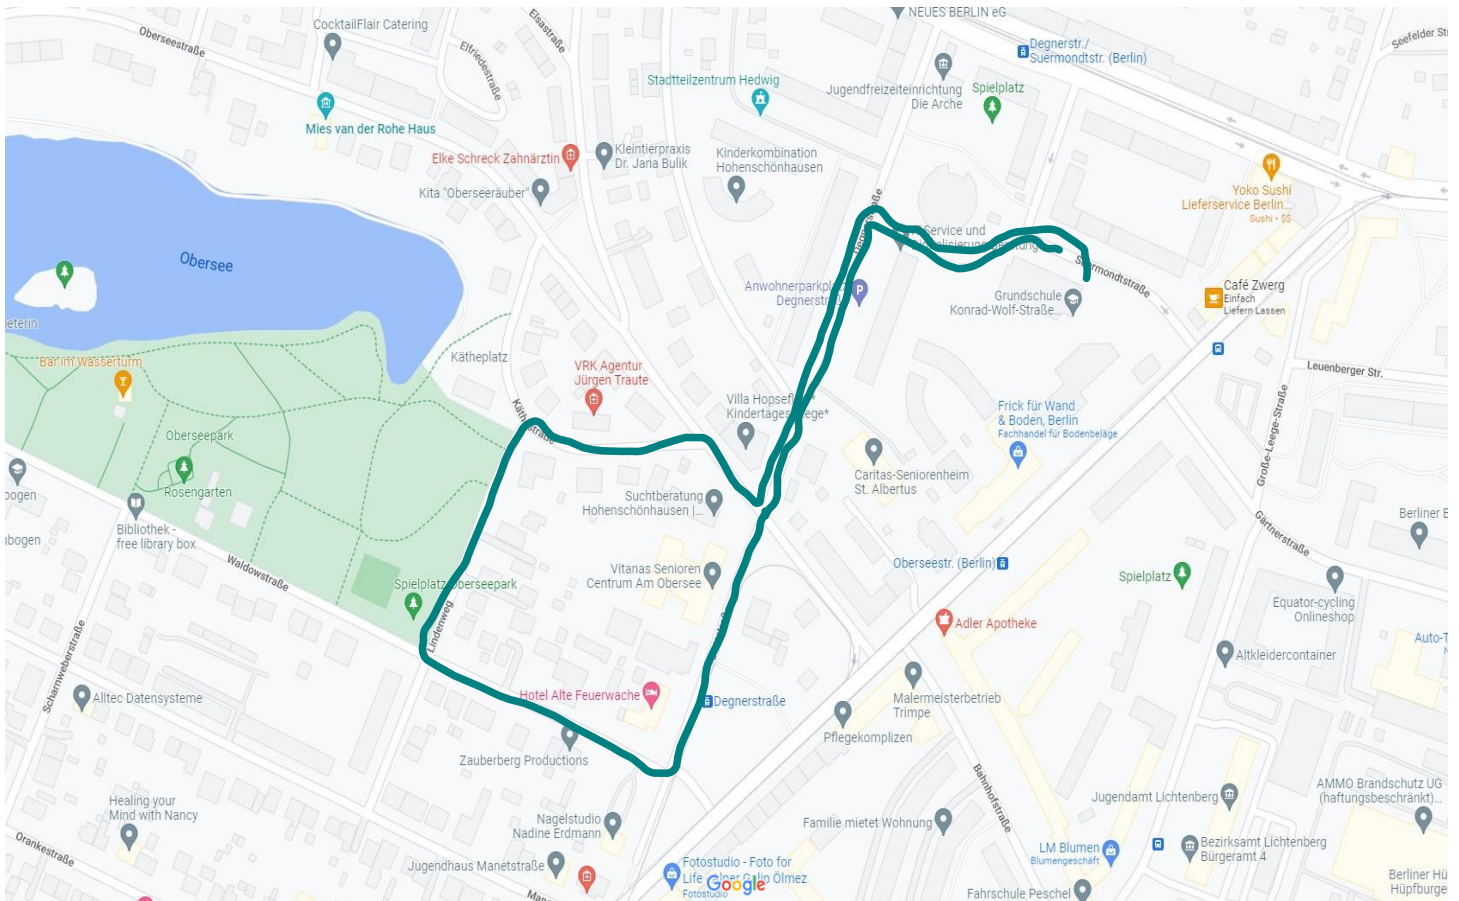 CocktailFlair Catering
Oberseestraße
Elsastraße
Elfriedestraße
NEUES BERLIN eG
Degnerstr./
Suermondtstr. (Berlin)
Seefelder St
Stadtteilzentrum Hedwig
Jugendfreizeiteinrichtung
Die Arche
Spielplatz
Mies van der Rohe Haus
Elke Schreck Zahnärztin
Kleintierpraxis
Dr. Jana Bulik
Kinderkombination
Hohenschönhausen
Kita "Oberseeräuber"
Yoko Sushi
Lieferservice Berlin...
Sushi • $$
Obersee
Service und
Suermondtstraße
Anwohnerparkplatz
Grundschule
Konrad-Wolf-Straße...
Café Zwerg
Einfach
Liefern Lassen
Bar im Wasserturm
Kätheplatz
VRK Agentur
Jürgen Traute
Leuenberger Str.
Villa
Frick für Wand
& Boden, Berlin
Fachhandel für Bodenbeläge
Große-Leege-Straße
Oberseepark
Rosengarten
Caritas-Seniorenheim
St. Albertus
Suchtberatung
Hohenschönhausen |...
Bibliothek -
free library box
Waldowstraße
Gärtnerstraße
Berliner
Vitanas Senioren
Centrum Am Obersee
Oberseestr. (Berlin)
Spielplatz
Spielplatz Oberseepark
Lindenweg
Equator-cycling
Onlineshop
Adler Apotheke
Scharnweberstraße
Altkleidercontainer
Alltec Datensysteme
Hotel Alte Feuerwache
Degnerstraße
Malermeisterbetrieb
Trimpe
Pflegekomplizen
Zauberberg Productions
Bahnhofstraße
Jugendamt Lichtenberg
AMMO Brandschutz UG
(haftungsbeschränkt)...
Healing your
Mind with Nancy
Nagelstudio
Nadine Erdmann
Familie mietet Wohnung
Orankestraße
Jugendhaus Manetstraße
LM Blumen
Blumengeschäft
Bezirksamt Lichtenberg
Bürgeramt 4
Fotostudio - Foto for
Ölmez
Fotostudio
Google
Fahrschule Peschel
Berliner Hü
Hüpfburge